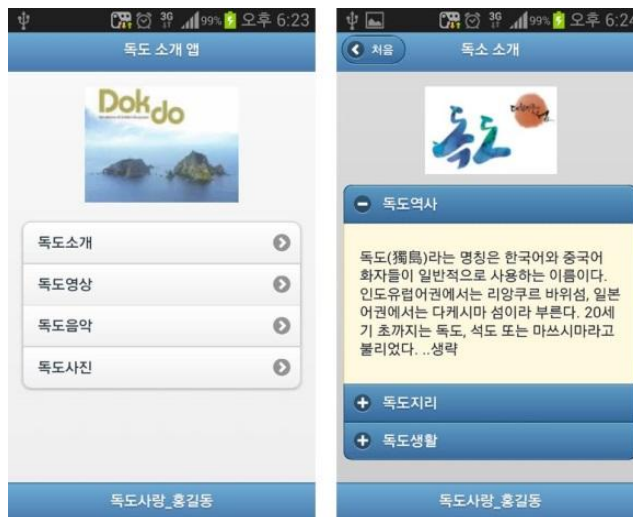 3G 99% 오후 6:23
독도 소개 앱
Dokdo
독도소개
독도영상
독도음악
독도사진
독도사랑_홍길동
3G 99% 오후 6:24
처음
독소 소개
독도
독도역사
독도(獨島)라는 명칭은 한국어와 중국어
화자들이 일반적으로 사용하는 이름이다.
인도유럽어권에서는 리앙쿠르 바위섬, 일본
어권에서는 다케시마 섬이라 부른다. 20세
기 초까지는 독도, 석도 또는 마쓰시마라고
불리었다. ..생략
독도지리
독도생활
독도사랑_홍길동